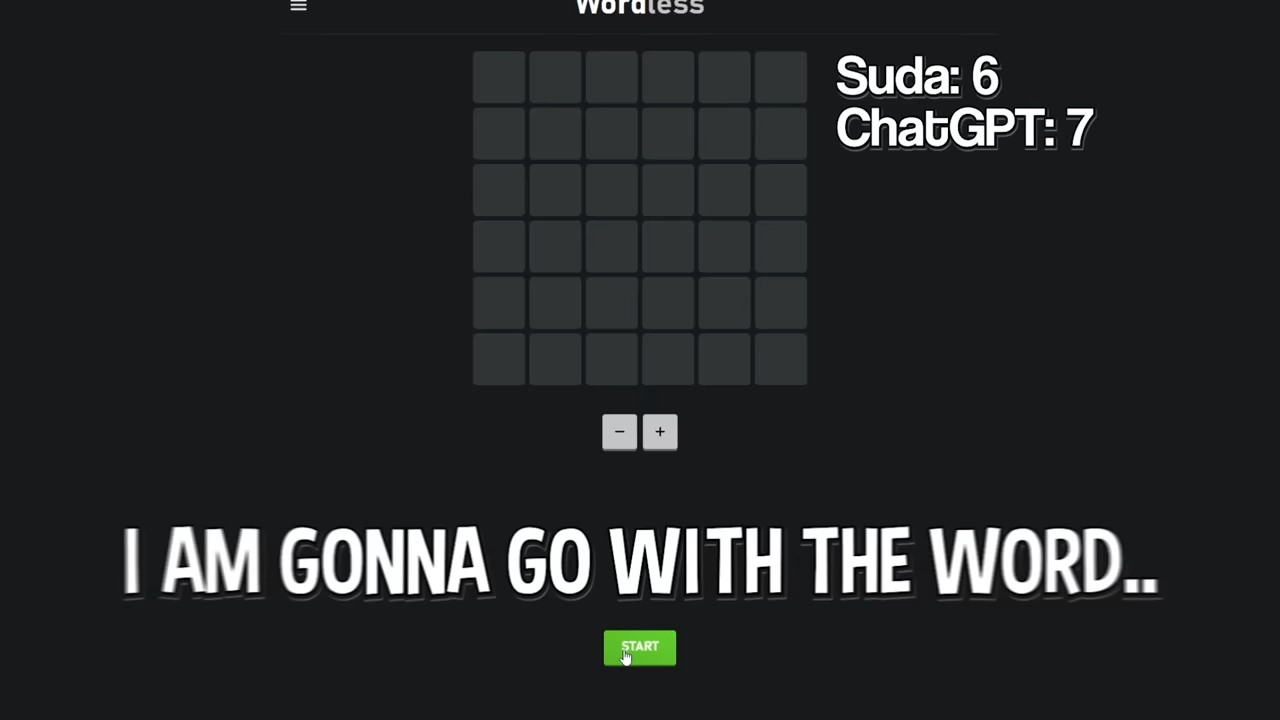 Wordless
Suda: 6
ChatGPT: 7
− +
I AM GONNA GO WITH THE WORD..
START